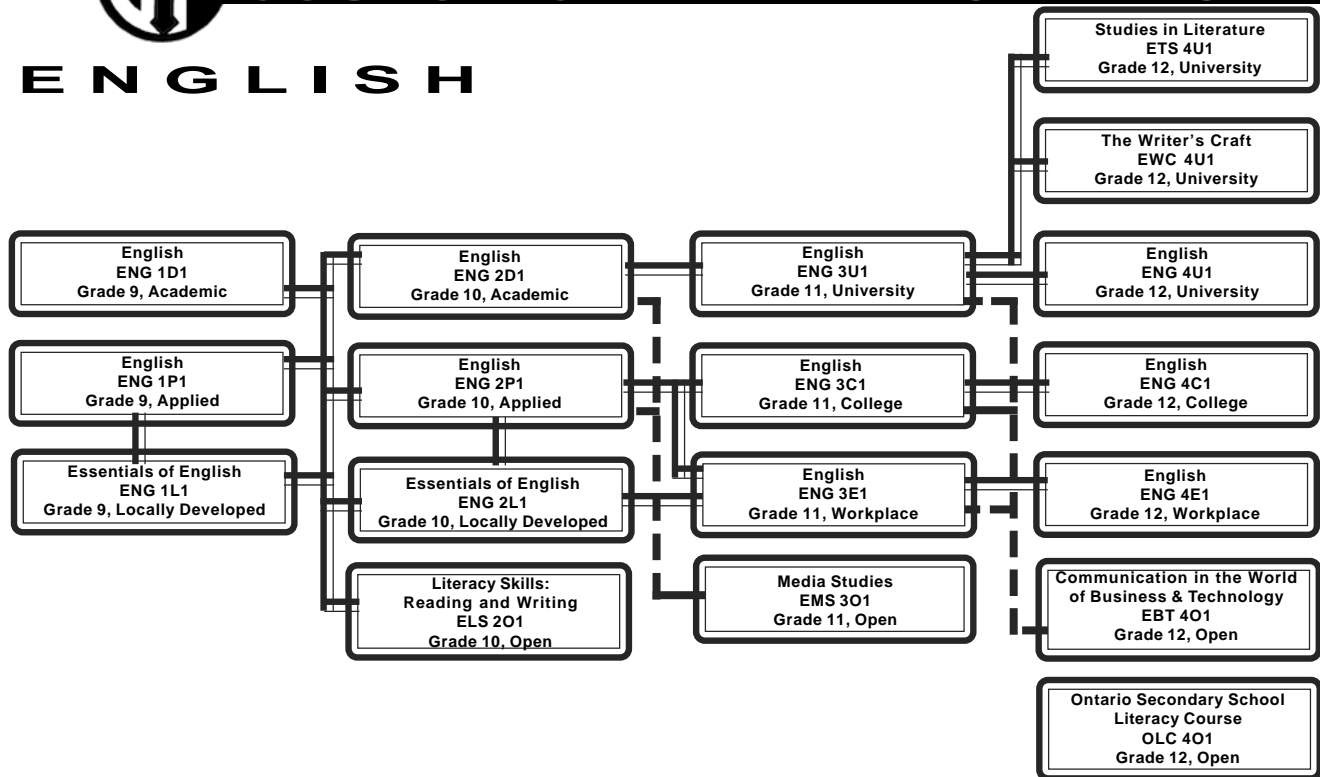 ENGLISH
Studies in Literature
ETS 4U1
Grade 12, University
The Writer's Craft
EWC 4U1
Grade 12, University
English
ENG 1D1
Grade 9, Academic
English
ENG 2D1
Grade 10, Academic
English
ENG 3U1
Grade 11, University
English
ENG 4U1
Grade 12, University
English
ENG 1P1
Grade 9, Applied
English
ENG 2P1
Grade 10, Applied
English
ENG 3C1
Grade 11, College
English
ENG 4C1
Grade 12, College
Essentials of English
ENG 1L1
Grade 9, Locally Developed
Essentials of English
ENG 2L1
Grade 10, Locally Developed
English
ENG 3E1
Grade 11, Workplace
English
ENG 4E1
Grade 12, Workplace
Literacy Skills:
Reading and Writing
ELS 2O1
Grade 10, Open
Media Studies
EMS 3O1
Grade 11, Open
Communication in the World
of Business & Technology
EBT 4O1
Grade 12, Open
Ontario Secondary School
Literacy Course
OLC 4O1
Grade 12, Open